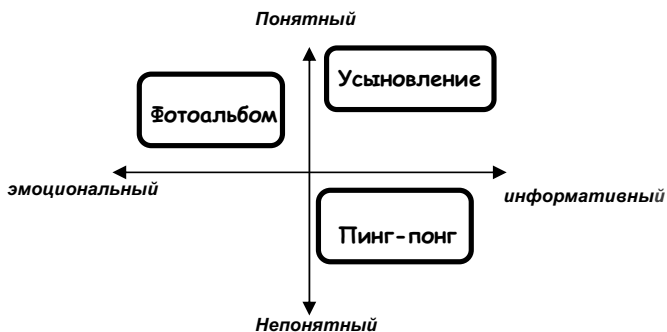 Понятный
Усыновление
Фотоальбом
эмоциональный
информативный
Пинг-понг
Непонятный